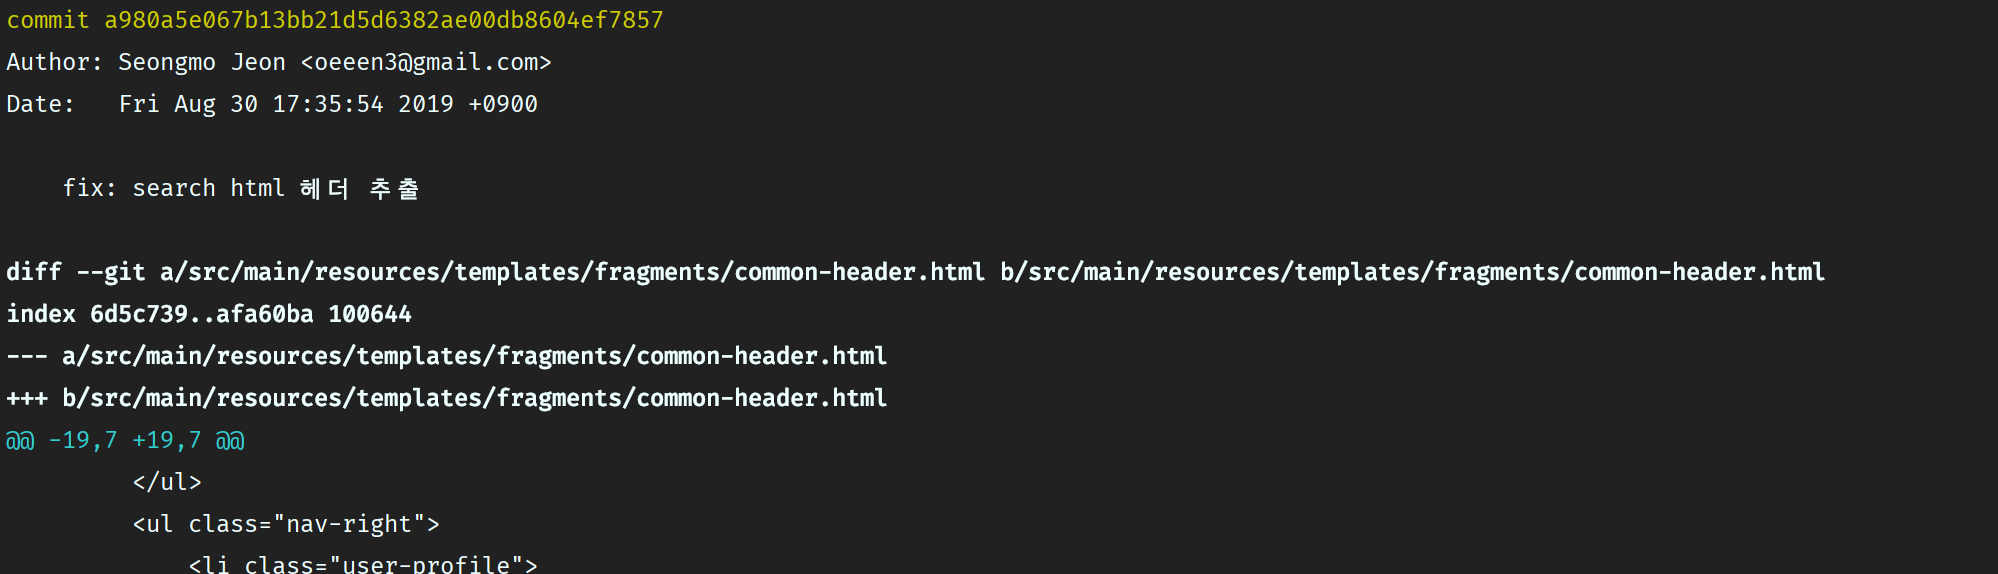 commit a980a5e067b13bb21d5d6382ae00db8604ef7857
Author: Seongmo Jeon <oeeen3@gmail.com>
Date:   Fri Aug 30 17:35:54 2019 +0900
    fix: search html 헤더 추출
diff --git a/src/main/resources/templates/fragments/common-header.html b/src/main/resources/templates/fragments/common-header.html
index 6d5c739..afa60ba 100644
--- a/src/main/resources/templates/fragments/common-header.html
+++ b/src/main/resources/templates/fragments/common-header.html
@@ -19,7 +19,7 @@
         </ul>
         <ul class="nav-right">
             <li class="user-profile">